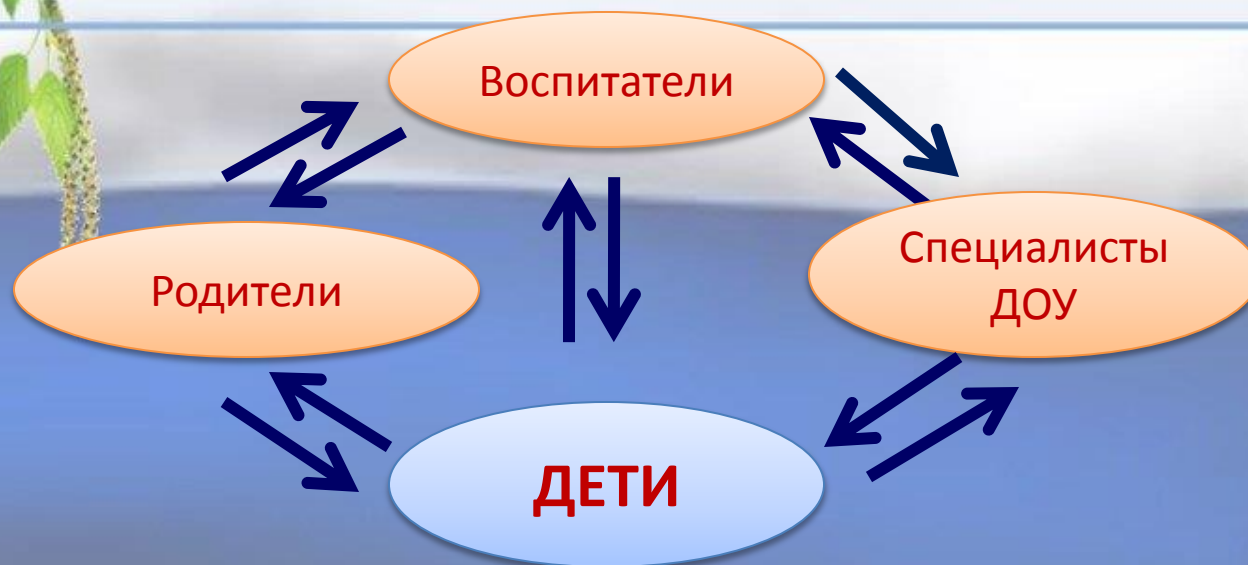 Воспитатели
Родители
Специалисты
ДОУ
ДЕТИ